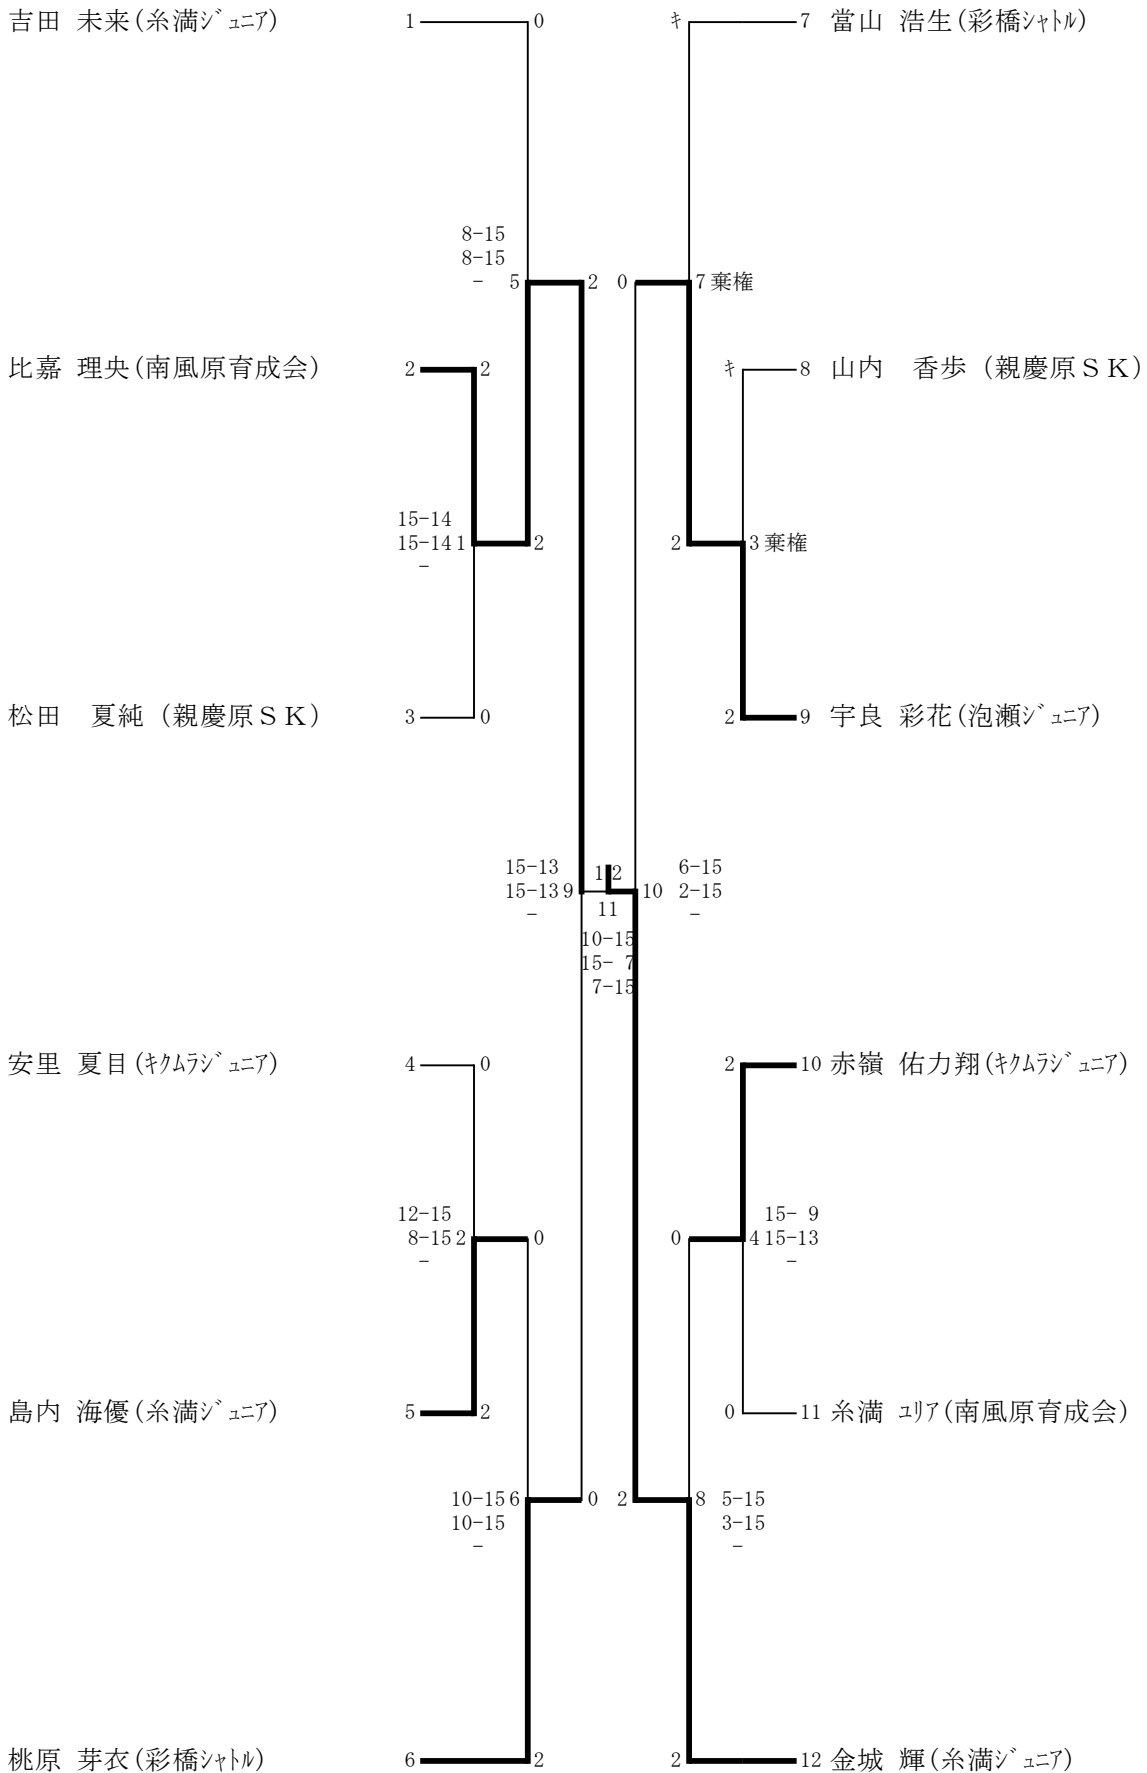 吉田 未来(糸満ｼﾞｭﾆｱ) 1 0 ｷ 7 當山 浩生(彩橋ｼｬﾄﾙ)
8-15
8-15
- 5 2 0 7 棄権
比嘉 理央(南風原育成会) 2 2 ｷ 8 山内　香歩 (親慶原ＳＫ)
15-14
15-14 1 2 2 3 棄権
-
松田　夏純 (親慶原ＳＫ) 3 0 2 9 宇良 彩花(泡瀬ｼﾞｭﾆｱ)
15-13 1 2 6-15
15-13 9 10 2-15
- 11 -
10-15
15- 7
7-15
安里 夏目(ｷｸムﾗｼﾞｭﾆｱ) 4 0 2 10 赤嶺 佑力翔(ｷｸムﾗｼﾞｭﾆｱ)
12-15 15- 9
8-15 2 0 0 4 15-13
- -
島内 海優(糸満ｼﾞｭﾆｱ) 5 2 0 11 糸満 ﾕﾘｱ(南風原育成会)
10-15 6 0 2 8 5-15
10-15 3-15
- -
桃原 芽衣(彩橋ｼｬﾄﾙ) 6 2 2 12 金城 輝(糸満ｼﾞｭﾆｱ)